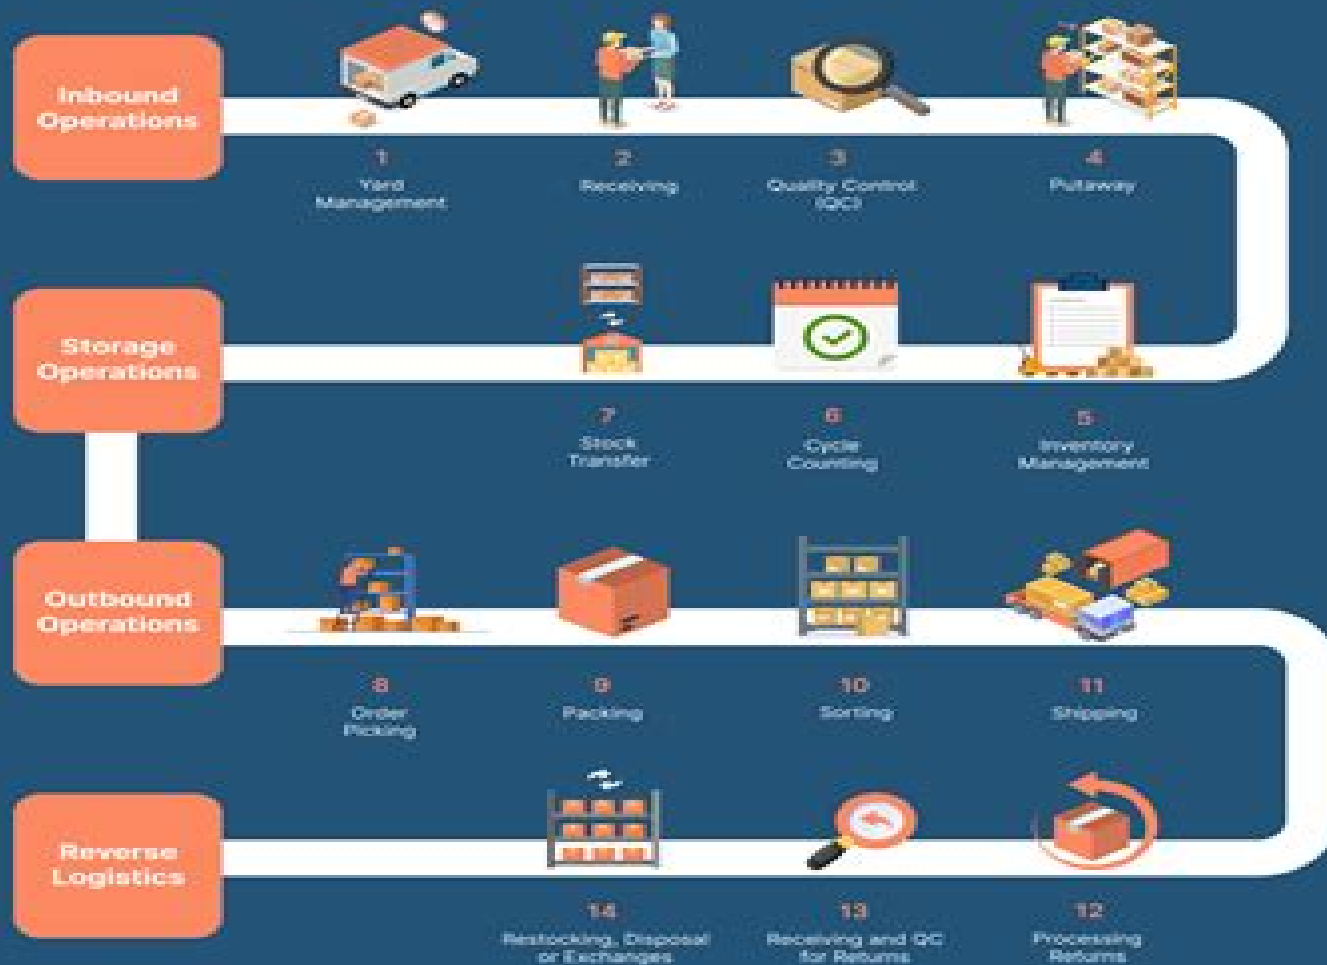 Inbound
Operations
1
Yard
Management
2
Receiving
3
Quality Control
(QC)
4
Putaway
Storage
Operations
7
Stock
Transfer
6
Cycle
Counting
5
Inventory
Management
Outbound
Operations
8
Order
Picking
9
Packing
10
Sorting
11
Shipping
Reverse
Logistics
14
Restocking, Disposal
or Exchanges
13
Receiving and QC
for Returns
12
Processing
Returns